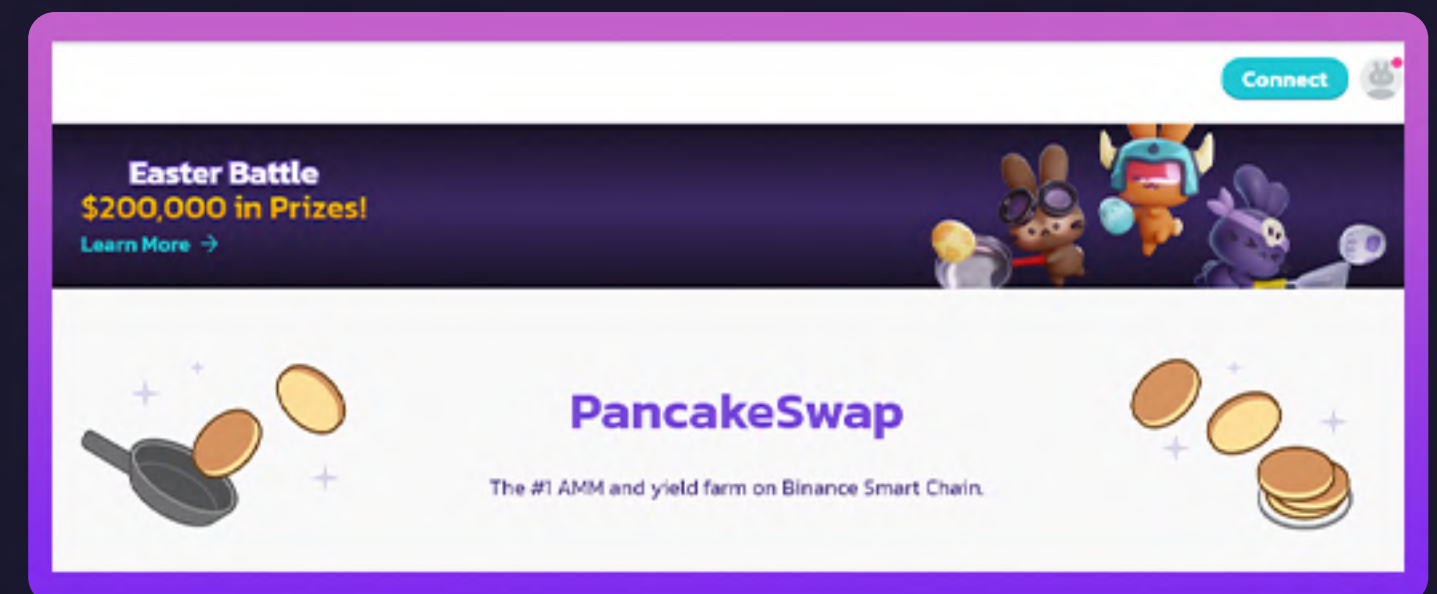 Connect
Easter Battle
$200,000 in Prizes!
Learn More →
PancakeSwap
The #1 AMM and yield farm on Binance Smart Chain.